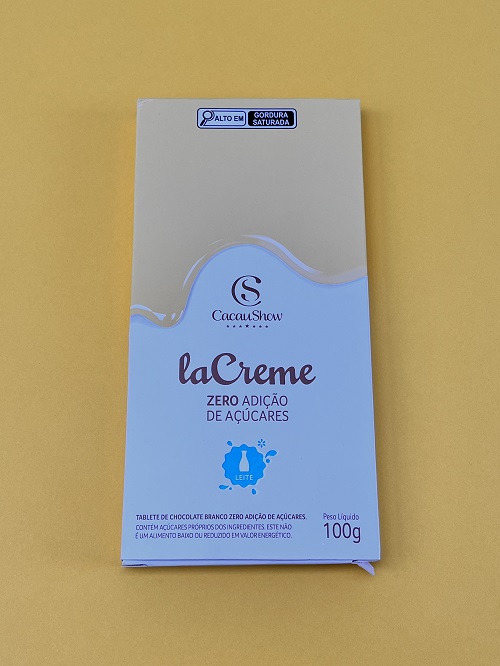 ALTO EM GORDURA
SATURADA
CS
CacauShow
laCreme
ZERO ADIÇÃO
DE AÇÚCARES
LEITE
TABLETE DE CHOCOLATE BRANCO ZERO ADIÇÃO DE AÇÚCARES.
CONTÉM AÇÚCARES PRÓPRIOS DOS INGREDIENTES. ESTE NÃO
É UM ALIMENTO BAIXO OU REDUZIDO EM VALOR ENERGÉTICO.
Peso Líquido
100g